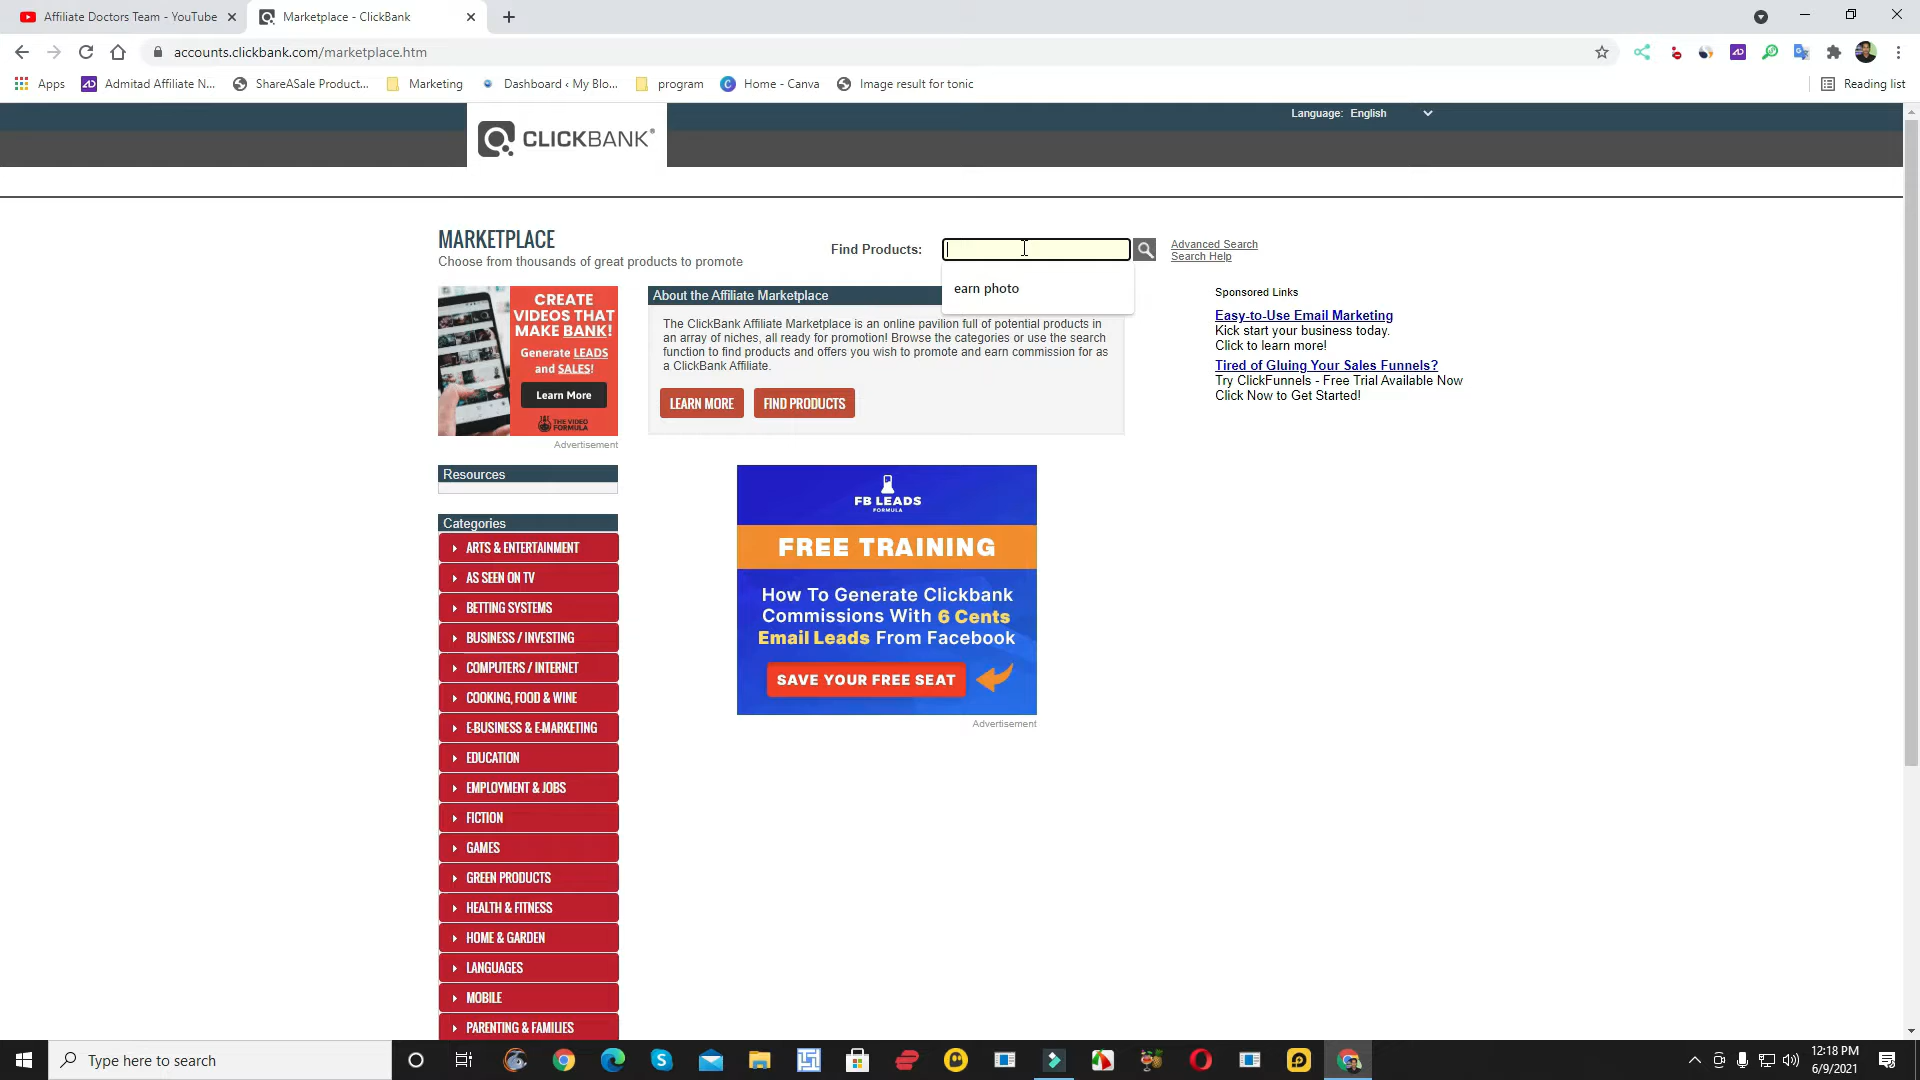 Affiliate Doctors Team - YouTube
Marketplace - ClickBank
accounts.clickbank.com/marketplace.htm
Apps
Admitad Affiliate N...
ShareASale Product...
Marketing
Dashboard ‹ My Blo...
program
Home - Canva
Image result for tonic
Reading list
Language: English
CLICKBANK
MARKETPLACE
Choose from thousands of great products to promote
Find Products:
Advanced Search
Search Help
earn photo
CREATE
VIDEOS THAT
MAKE BANK!
Generate LEADS
and SALES!
Learn More
THE VIDEO
FORMULA
Advertisement
About the Affiliate Marketplace
The ClickBank Affiliate Marketplace is an online pavilion full of potential products in
an array of niches, all ready for promotion! Browse the categories or use the search
function to find products and offers you wish to promote and earn commission for as
a ClickBank Affiliate.
LEARN MORE
FIND PRODUCTS
Sponsored Links
Easy-to-Use Email Marketing
Kick start your business today.
Click to learn more!
Tired of Gluing Your Sales Funnels?
Try ClickFunnels - Free Trial Available Now
Click Now to Get Started!
Resources
Categories
ARTS & ENTERTAINMENT
AS SEEN ON TV
BETTING SYSTEMS
BUSINESS / INVESTING
COMPUTERS / INTERNET
COOKING, FOOD & WINE
E-BUSINESS & E-MARKETING
EDUCATION
EMPLOYMENT & JOBS
FICTION
GAMES
GREEN PRODUCTS
HEALTH & FITNESS
HOME & GARDEN
LANGUAGES
MOBILE
PARENTING & FAMILIES
FB LEADS
FORMULA
FREE TRAINING
How To Generate Clickbank
Commissions With 6 Cents
Email Leads From Facebook
SAVE YOUR FREE SEAT
Advertisement
Type here to search
12:18 PM
6/9/2021